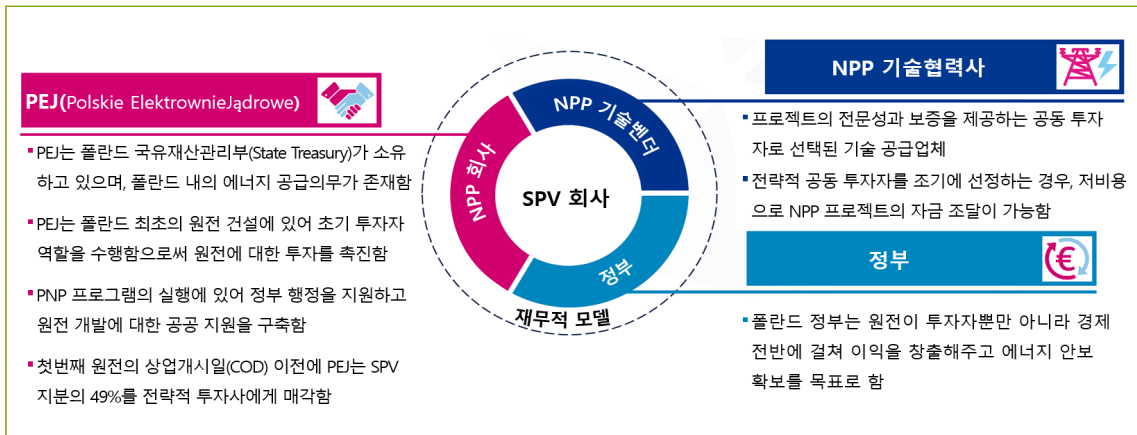 PEJ(Polskie ElektrownieJądrowe)
▪ PEJ는 폴란드 국유재산관리부(State Treasury)가 소유
하고 있으며, 폴란드 내의 에너지 공급의무가 존재함
▪ PEJ는 폴란드 최초의 원전 건설에 있어 초기 투자자
역할을 수행함으로써 원전에 대한 투자를 촉진함
▪ PNP 프로그램의 실행에 있어 정부 행정을 지원하고
원전 개발에 대한 공공 지원을 구축함
▪ 첫번째 원전의 상업개시일(COD) 이전에 PEJ는 SPV
지분의 49%를 전략적 투자사에게 매각함
NPP 회사
NPP 기술벤더
SPV 회사
정부
재무적 모델
NPP 기술협력사
▪ 프로젝트의 전문성과 보증을 제공하는 공동 투자
자로 선택된 기술 공급업체
▪ 전략적 공동 투자자를 조기에 선정하는 경우, 저비용
으로 NPP 프로젝트의 자금 조달이 가능함
정부
€
▪ 폴란드 정부는 원전이 투자자뿐만 아니라 경제
전반에 걸쳐 이익을 창출해주고 에너지 안보
확보를 목표로 함